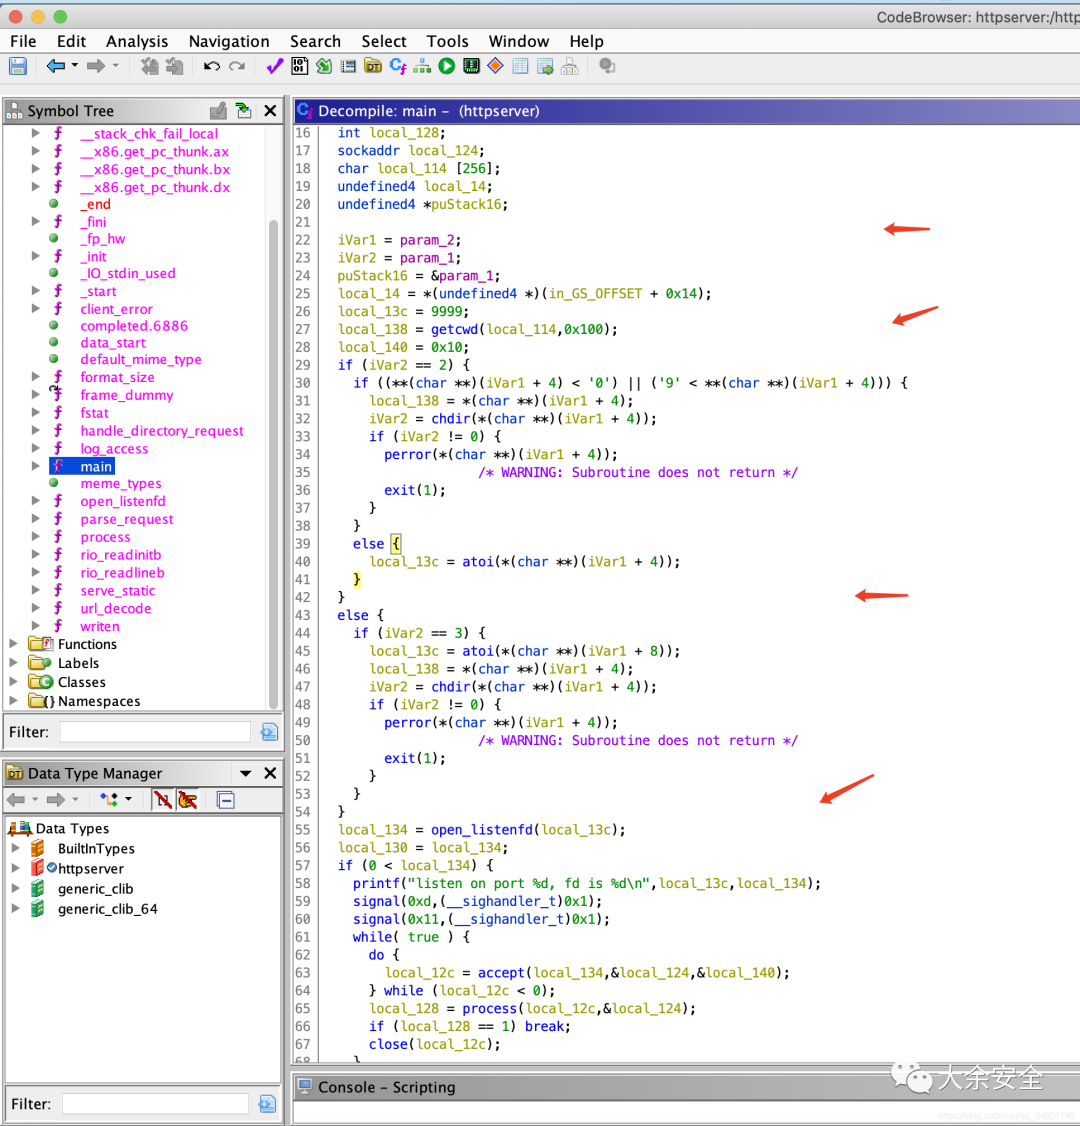 CodeBrowser: httpserver:/http
File Edit Analysis Navigation Search Select Tools Window Help
Symbol Tree
__stack_chk_fail_local
__x86.get_pc_thunk.ax
__x86.get_pc_thunk.bx
__x86.get_pc_thunk.dx
_end
_fini
_fp_hw
_init
_IO_stdin_used
_start
client_error
completed.6886
data_start
default_mime_type
format_size
frame_dummy
fstat
handle_directory_request
log_access
main
meme_types
open_listenfd
parse_request
process
rio_readinitb
rio_readlineb
serve_static
url_decode
writen
Functions
Labels
Classes
Namespaces
Filter:
Data Type Manager
Data Types
BuiltInTypes
httpserver
generic_clib
generic_clib_64
Filter:
Decompile: main - (httpserver)
16 int local_128;
17 sockaddr local_124;
18 char local_114 [256];
19 undefined4 local_14;
20 undefined4 *puStack16;
21
22 iVar1 = param_2;
23 iVar2 = param_1;
24 puStack16 = &param_1;
25 local_14 = *(undefined4 *)(in_GS_OFFSET + 0x14);
26 local_13c = 9999;
27 local_138 = getcwd(local_114,0x100);
28 local_140 = 0x10;
29 if (iVar2 == 2) {
30 if ((**(char **)(iVar1 + 4) < '0') || ('9' < **(char **)(iVar1 + 4))) {
31 local_138 = *(char **)(iVar1 + 4);
32 iVar2 = chdir(*(char **)(iVar1 + 4));
33 if (iVar2 != 0) {
34 perror(*(char **)(iVar1 + 4));
35 /* WARNING: Subroutine does not return */
36 exit(1);
37 }
38 }
39 else {
40 local_13c = atoi(*(char **)(iVar1 + 4));
41 }
42 }
43 else {
44 if (iVar2 == 3) {
45 local_13c = atoi(*(char **)(iVar1 + 8));
46 local_138 = *(char **)(iVar1 + 4);
47 iVar2 = chdir(*(char **)(iVar1 + 4));
48 if (iVar2 != 0) {
49 perror(*(char **)(iVar1 + 4));
50 /* WARNING: Subroutine does not return */
51 exit(1);
52 }
53 }
54 }
55 local_134 = open_listenfd(local_13c);
56 local_130 = local_134;
57 if (0 < local_134) {
58 printf("listen on port %d, fd is %d\n",local_13c,local_134);
59 signal(0xd,(__sighandler_t)0x1);
60 signal(0x11,(__sighandler_t)0x1);
61 while( true ) {
62 do {
63 local_12c = accept(local_134,&local_124,&local_140);
64 } while (local_12c < 0);
65 local_128 = process(local_12c,&local_124);
66 if (local_128 == 1) break;
67 close(local_12c);
68 }
Console - Scripting
大余安全